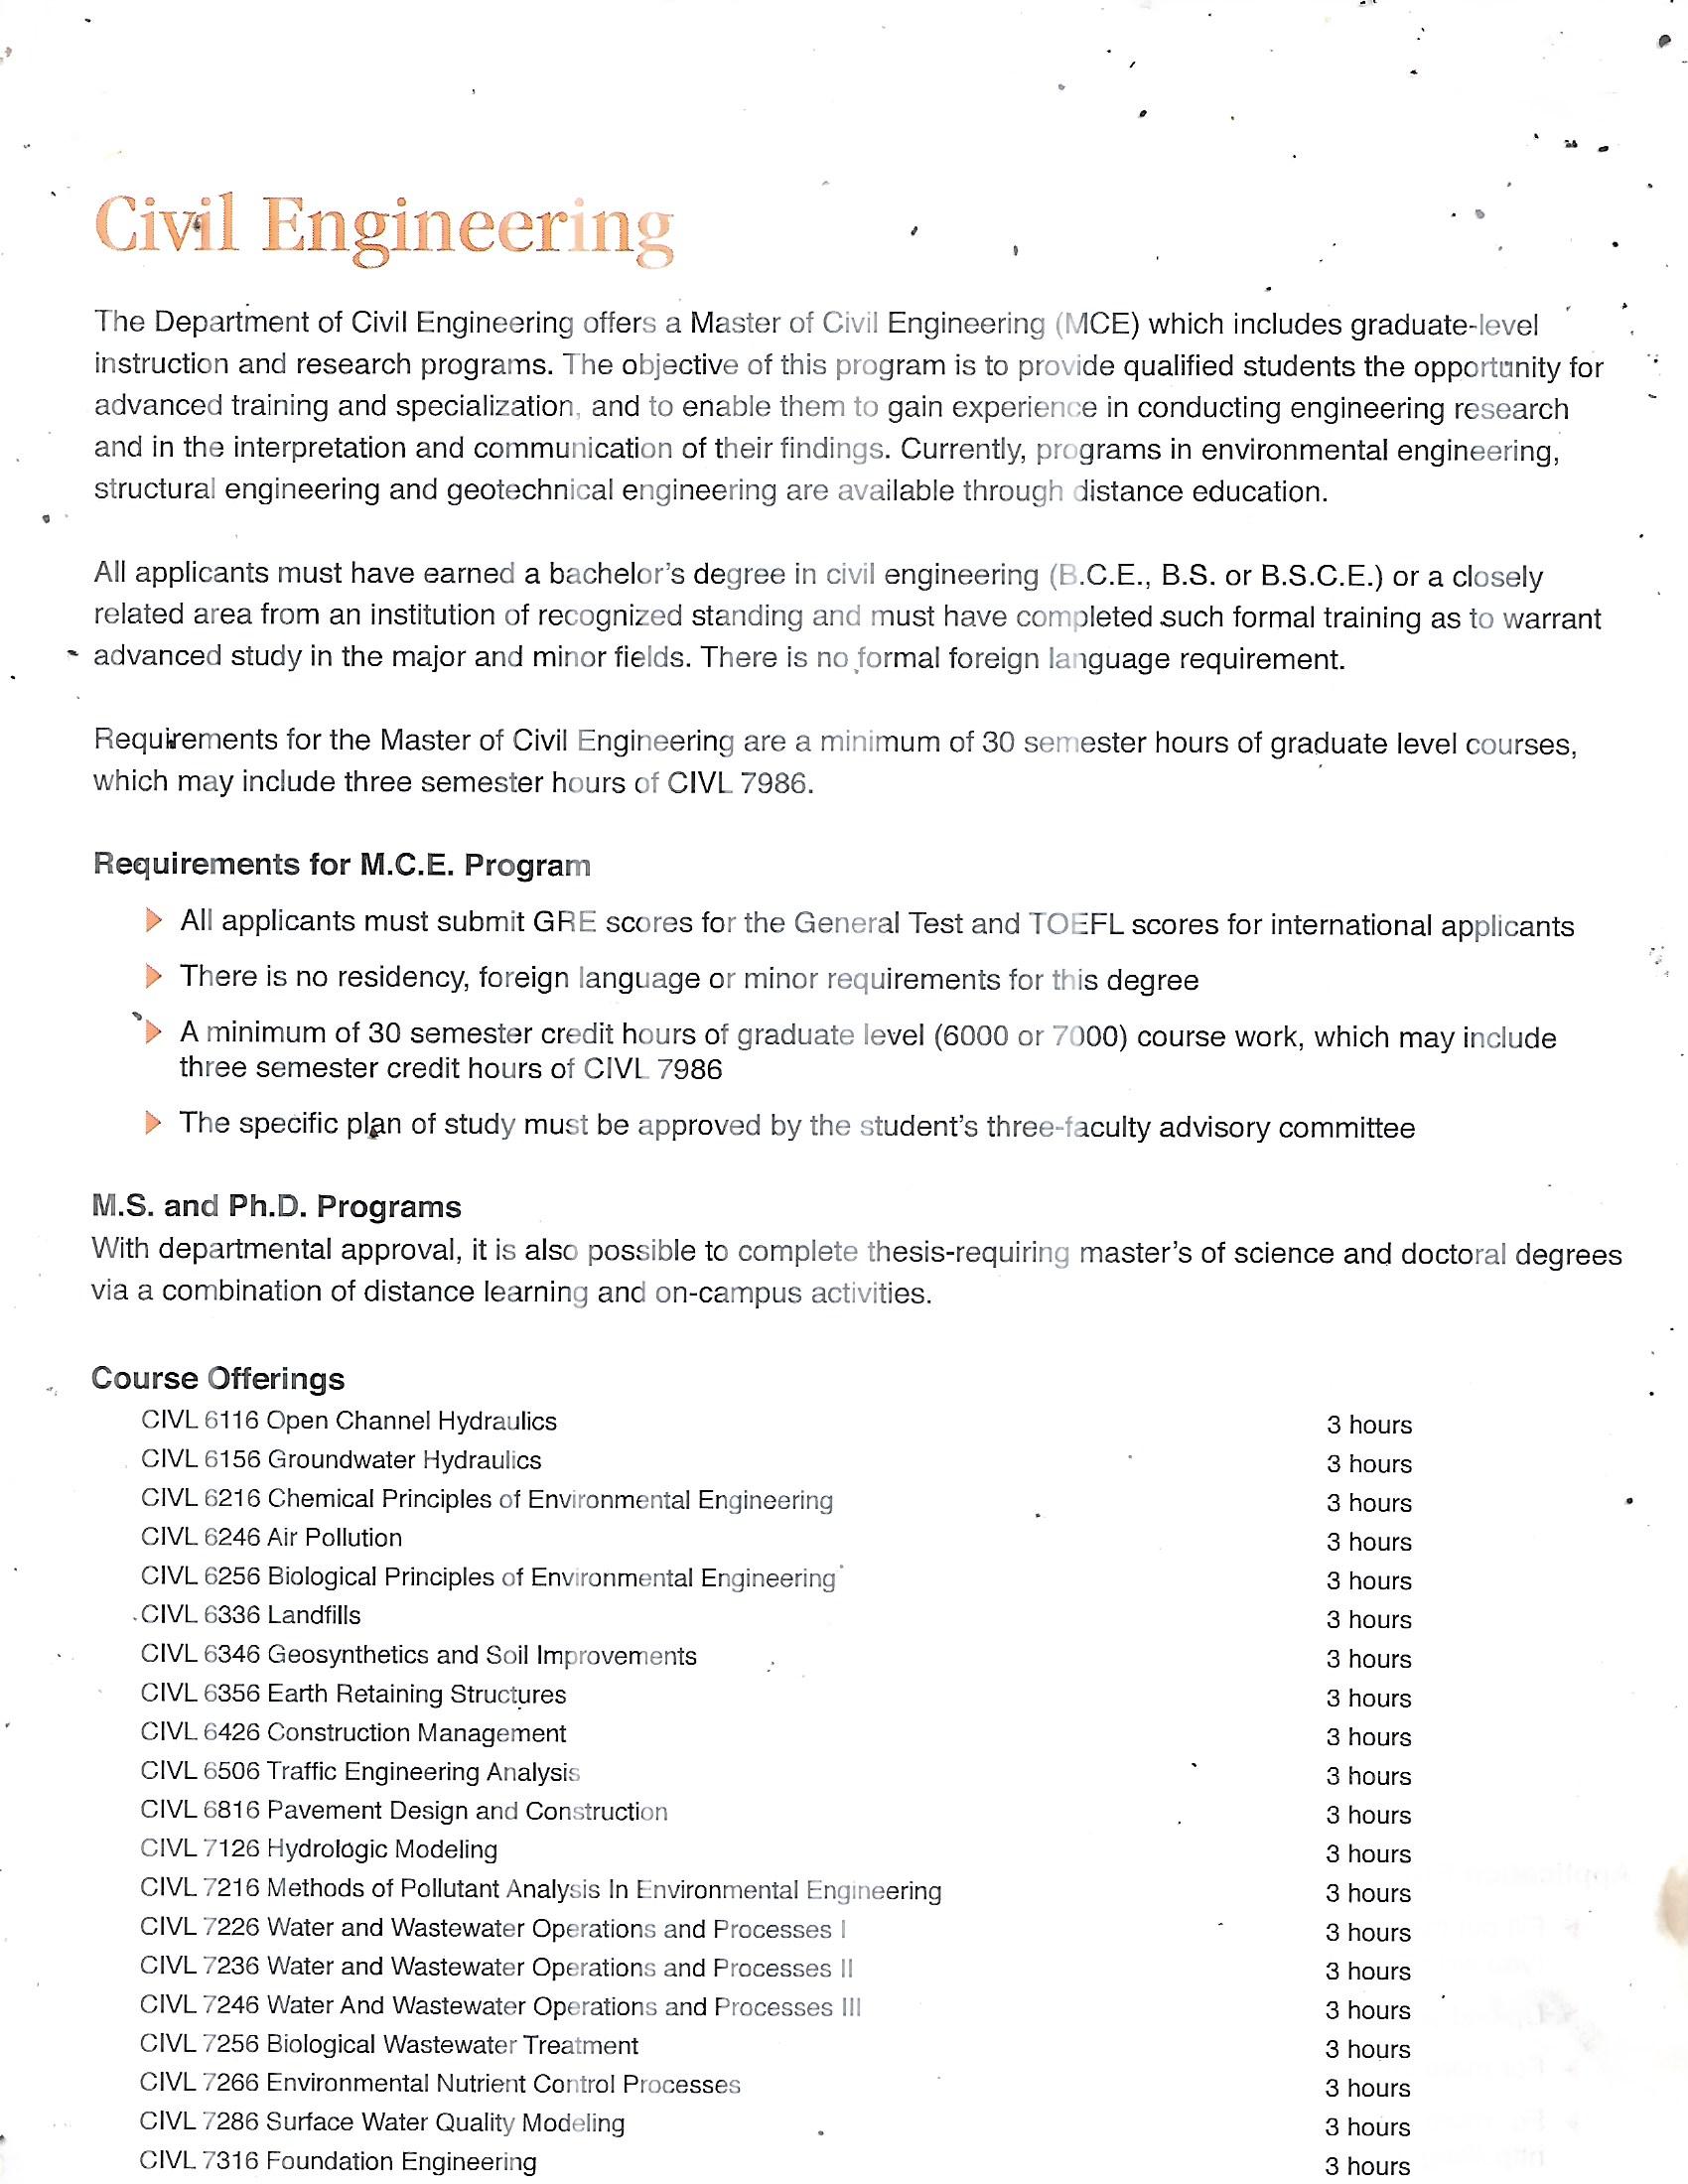 Civil Engineering
The Department of Civil Engineering offers a Master of Civil Engineering (MCE) which includes graduate-level
instruction and research programs. The objective of this program is to provide qualified students the opportunity for
advanced training and specialization, and to enable them to gain experience in conducting engineering research
and in the interpretation and communication of their findings. Currently, programs in environmental engineering,
structural engineering and geotechnical engineering are available through distance education.
All applicants must have earned a bachelor's degree in civil engineering (B.C.E., B.S. or B.S.C.E.) or a closely
related area from an institution of recognized standing and must have completed such formal training as to warrant
advanced study in the major and minor fields. There is no formal foreign language requirement.
Requirements for the Master of Civil Engineering are a minimum of 30 semester hours of graduate level courses,
which may include three semester hours of CIVL 7986.
Requirements for M.C.E. Program
All applicants must submit GRE scores for the General Test and TOEFL scores for international applicants
There is no residency, foreign language or minor requirements for this degree
A minimum of 30 semester credit hours of graduate level (6000 or 7000) course work, which may include
three semester credit hours of CIVL 7986
The specific plan of study must be approved by the student's three-faculty advisory committee
M.S. and Ph.D. Programs
With departmental approval, it is also possible to complete thesis-requiring master's of science and doctoral degrees
via a combination of distance learning and on-campus activities.
Course Offerings
CIVL 6116 Open Channel Hydraulics 3 hours
CIVL 6156 Groundwater Hydraulics 3 hours
CIVL 6216 Chemical Principles of Environmental Engineering 3 hours
CIVL 6246 Air Pollution 3 hours
CIVL 6256 Biological Principles of Environmental Engineering 3 hours
CIVL 6336 Landfills 3 hours
CIVL 6346 Geosynthetics and Soil Improvements 3 hours
CIVL 6356 Earth Retaining Structures 3 hours
CIVL 6426 Construction Management 3 hours
CIVL 6506 Traffic Engineering Analysis 3 hours
CIVL 6816 Pavement Design and Construction 3 hours
CIVL 7126 Hydrologic Modeling 3 hours
CIVL 7216 Methods of Pollutant Analysis In Environmental Engineering 3 hours
CIVL 7226 Water and Wastewater Operations and Processes I 3 hours
CIVL 7236 Water and Wastewater Operations and Processes II 3 hours
CIVL 7246 Water And Wastewater Operations and Processes III 3 hours
CIVL 7256 Biological Wastewater Treatment 3 hours
CIVL 7266 Environmental Nutrient Control Processes 3 hours
CIVL 7286 Surface Water Quality Modeling 3 hours
CIVL 7316 Foundation Engineering 3 hours